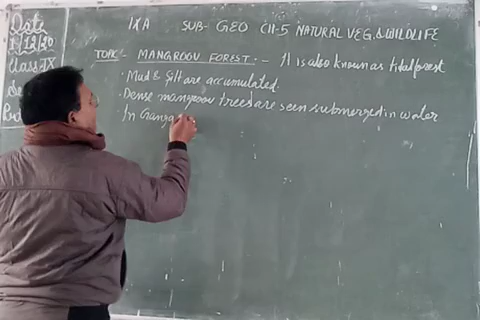 Date
Class IX
IX A SUB- GEO CH-5 NATURAL VEG. & WILDLIFE
TOPIC- MANGROOV FOREST:- It is also known as tidal forest
· Mud & Silt are accumulated.
· Dense mangroov trees are seen submerged in water
In Ganga